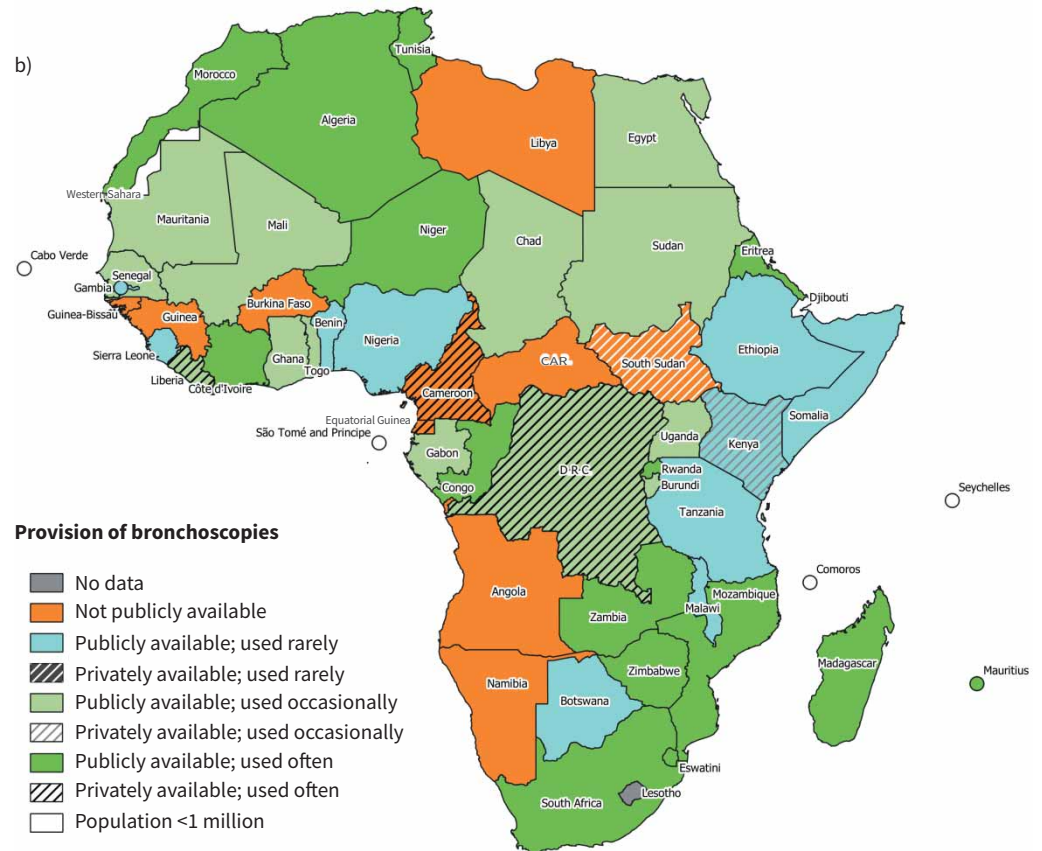 b)
Tunisia
Morocco
Algeria
Libya
Egypt
Western Sahara
Mauritania
Mali
Niger
Chad
Sudan
Eritrea
Cabo Verde
Senegal
Gambia
Djibouti
Guinea-Bissau
Guinea
Burkina Faso
Benin
Nigeria
Ethiopia
Sierra Leone
Ghana
Togo
CAR
South Sudan
Liberia
Côte d'Ivoire
Cameroon
Somalia
Equatorial Guinea
São Tomé and Principe
Uganda
Kenya
Gabon
D R C
Rwanda
Congo
Burundi
Seychelles
Tanzania
Comoros
Angola
Malawi
Mozambique
Zambia
Madagascar
Zimbabwe
Mauritius
Namibia
Botswana
Eswatini
South Africa
Lesotho
Provision of bronchoscopies
No data
Not publicly available
Publicly available; used rarely
Privately available; used rarely
Publicly available; used occasionally
Privately available; used occasionally
Publicly available; used often
Privately available; used often
Population <1 million